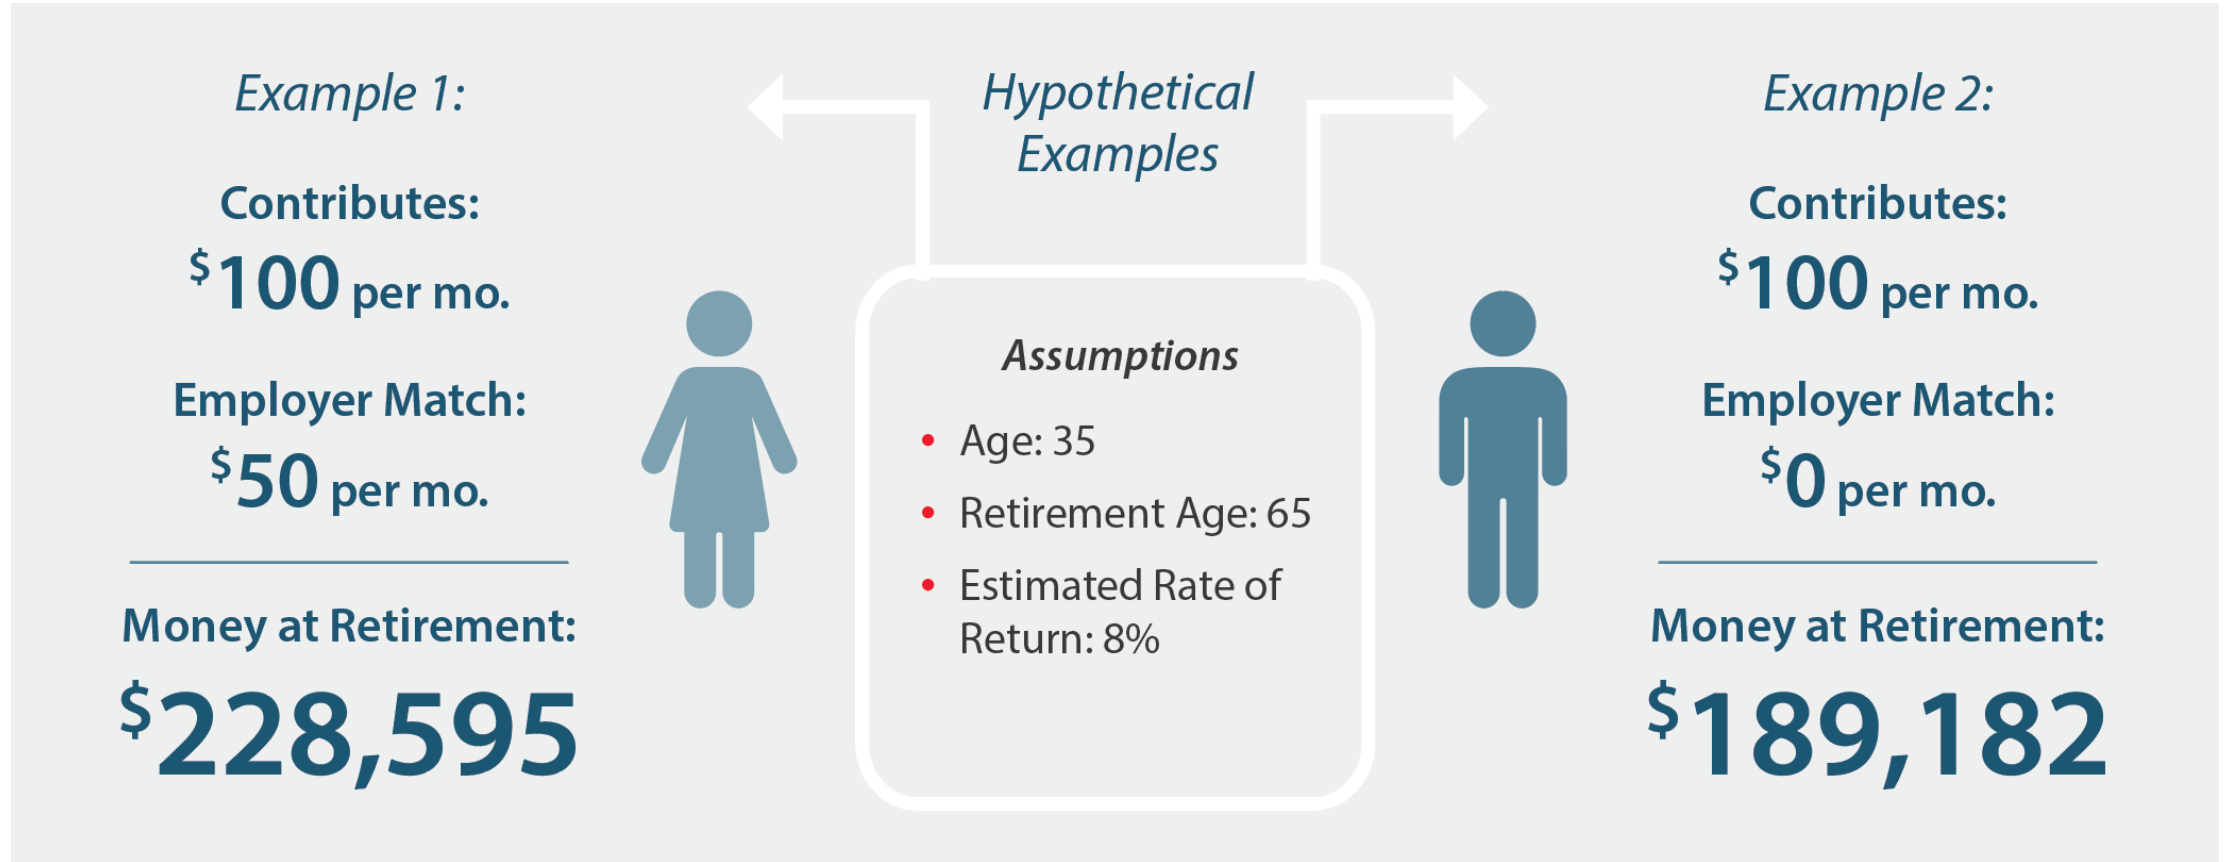 Example 1:
Contributes:
$100 per mo.
Employer Match:
$50 per mo.
Money at Retirement:
$228,595
Hypothetical
Examples
Assumptions
• Age: 35
• Retirement Age: 65
• Estimated Rate of
Return: 8%
Example 2:
Contributes:
$100 per mo.
Employer Match:
$0 per mo.
Money at Retirement:
$189,182